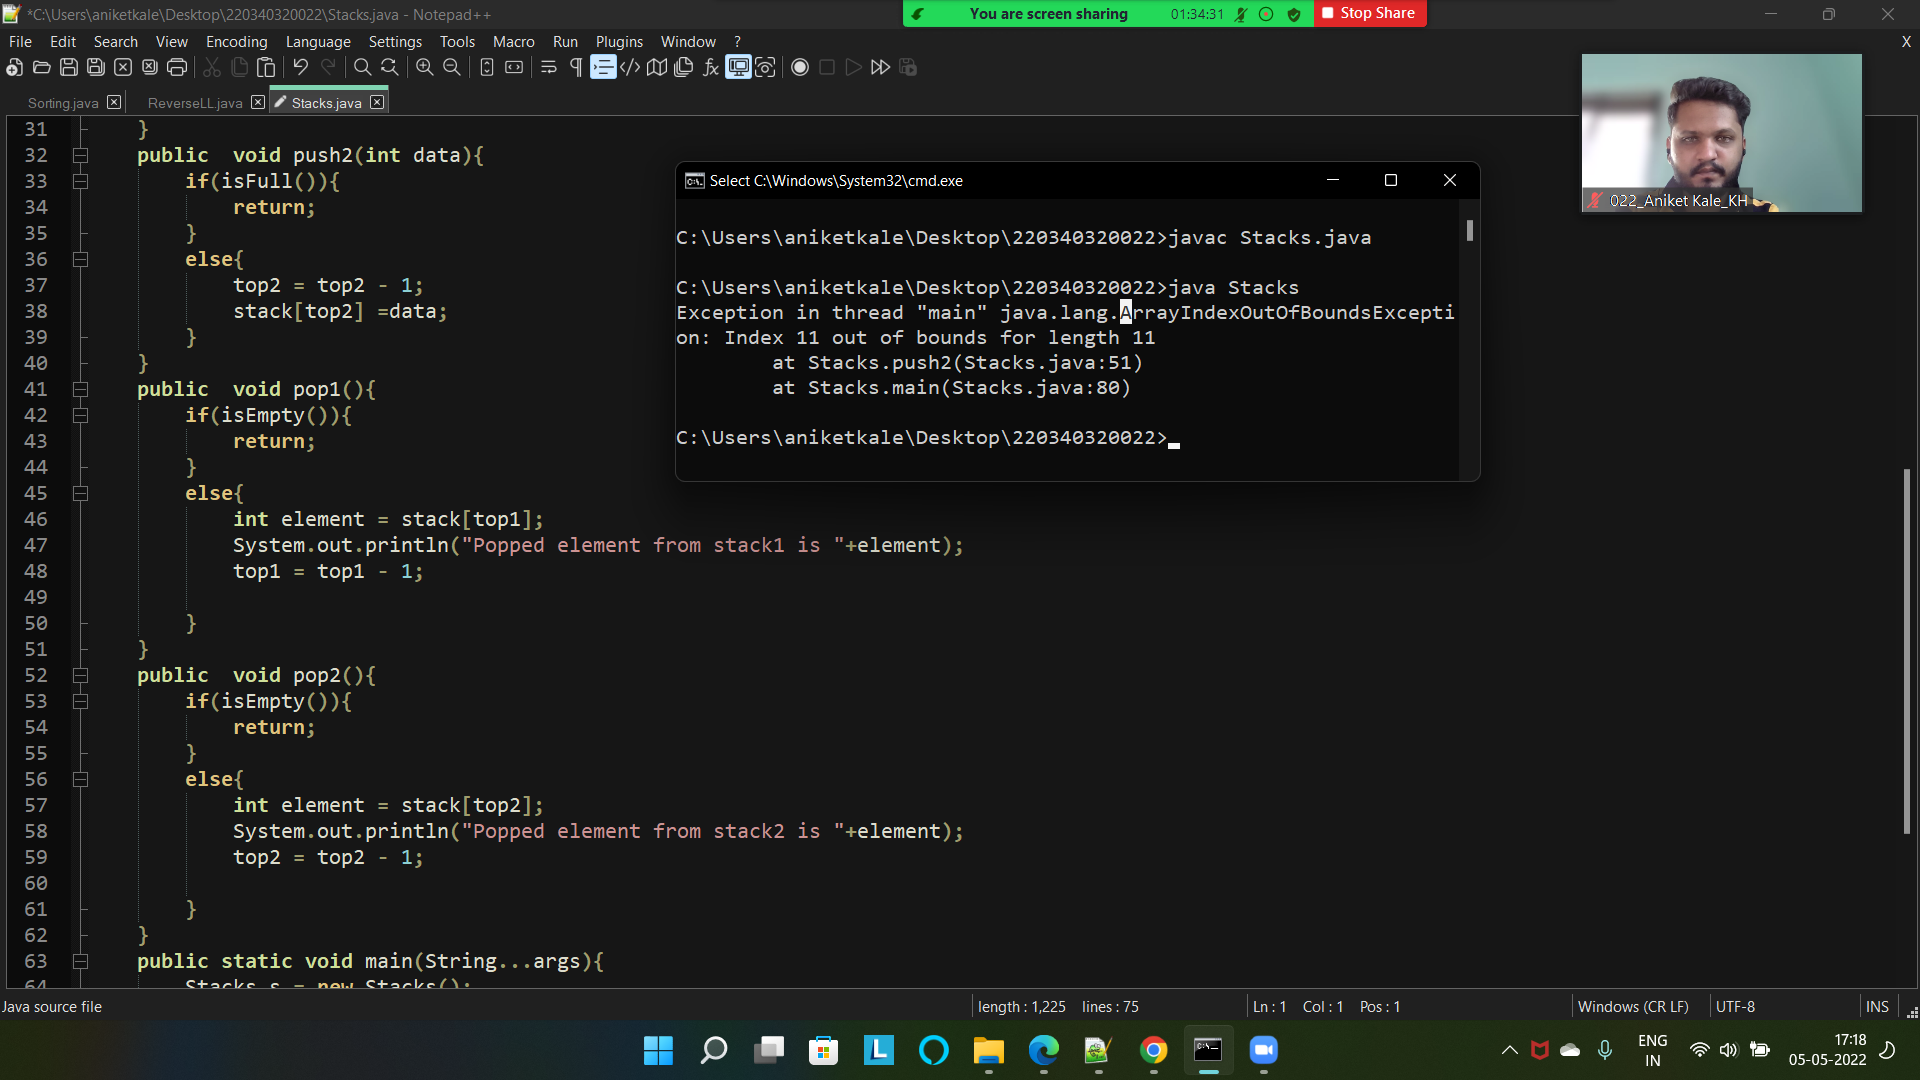 *C:\Users\aniketkale\Desktop\220340320022\Stacks.java - Notepad++
You are screen sharing
01:34:31
Stop Share
File Edit Search View Encoding Language Settings Tools Macro Run Plugins Window ?
X
Sorting.java
ReverseLL.java
Stacks.java
31 }
32 public  void push2(int data){
33 if(isFull()){
34 return;
35 }
36 else{
37 top2 = top2 - 1;
38 stack[top2] =data;
39 }
40 }
41 public  void pop1(){
42 if(isEmpty()){
43 return;
44 }
45 else{
46 int element = stack[top1];
47 System.out.println("Popped element from stack1 is "+element);
48 top1 = top1 - 1;
49
50 }
51 }
52 public  void pop2(){
53 if(isEmpty()){
54 return;
55 }
56 else{
57 int element = stack[top2];
58 System.out.println("Popped element from stack2 is "+element);
59 top2 = top2 - 1;
60
61 }
62 }
63 public static void main(String...args){
64 Stacks s = new Stacks();
Select C:\Windows\System32\cmd.exe
C:\Users\aniketkale\Desktop\220340320022>javac Stacks.java
C:\Users\aniketkale\Desktop\220340320022>java Stacks
Exception in thread "main" java.lang.ArrayIndexOutOfBoundsExcepti
on: Index 11 out of bounds for length 11
at Stacks.push2(Stacks.java:51)
at Stacks.main(Stacks.java:80)
C:\Users\aniketkale\Desktop\220340320022>
022_Aniket Kale_KH
Java source file
length : 1,225 lines : 75
Ln : 1 Col : 1 Pos : 1
Windows (CR LF)
UTF-8
INS
L
ENG
IN
17:18
05-05-2022